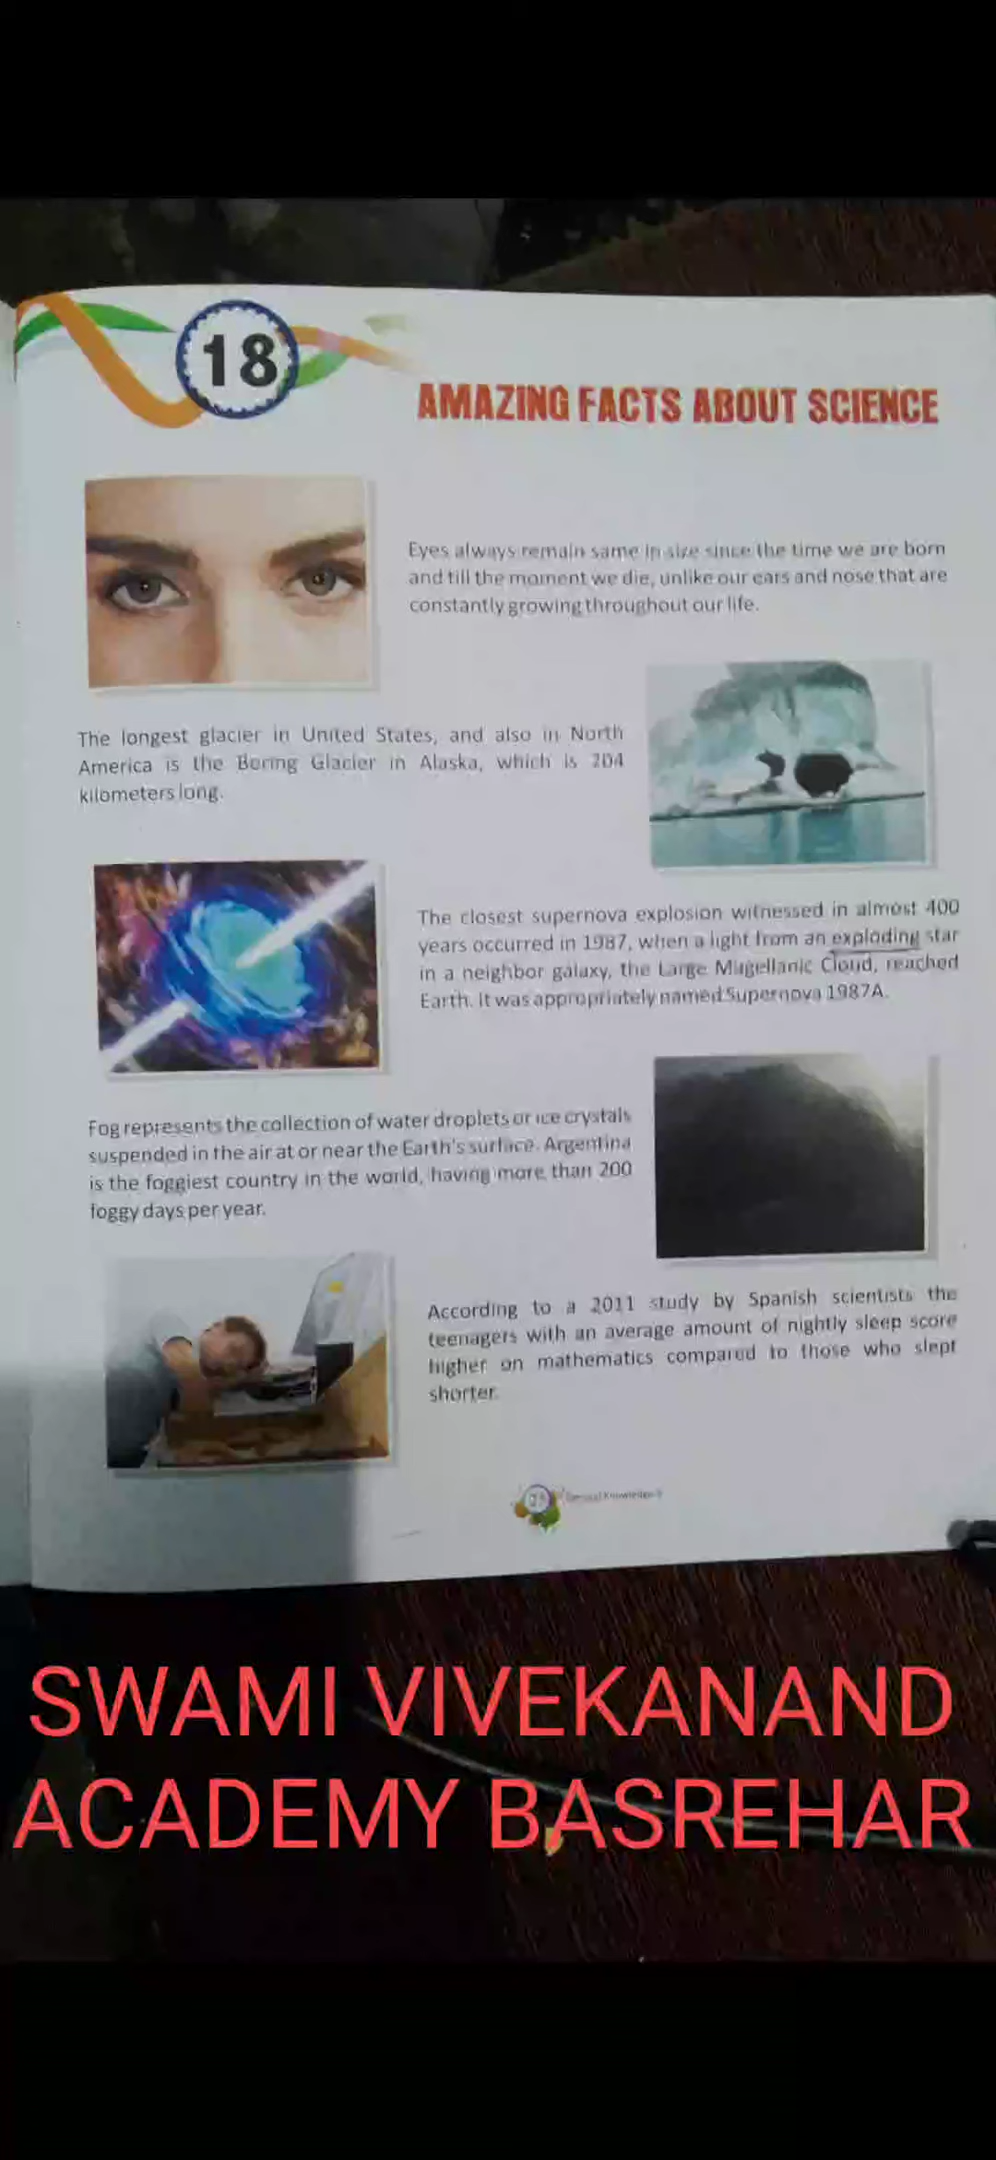 18
AMAZING FACTS ABOUT SCIENCE
Eyes always remain same in size since the time we are born
and till the moment we die, unlike our ears and nose that are
constantly growing throughout our life.
The longest glacier in United States, and also in North
America is the Bering Glacier in Alaska, which is 204
kilometers long.
The closest supernova explosion witnessed in almost 400
years occurred in 1987, when a light from an exploding star
in a neighbor galaxy, the Large Magellanic Cloud, reached
Earth. It was appropriately named Supernova 1987A.
Fog represents the collection of water droplets or ice crystals
suspended in the air at or near the Earth's surface. Argentina
is the foggiest country in the world, having more than 200
foggy days per year.
According to a 2011 study by Spanish scientists the
teenagers with an average amount of nightly sleep score
higher on mathematics compared to those who slept
shorter.
General Knowledge
SWAMI VIVEKANAND
ACADEMY BASREHAR